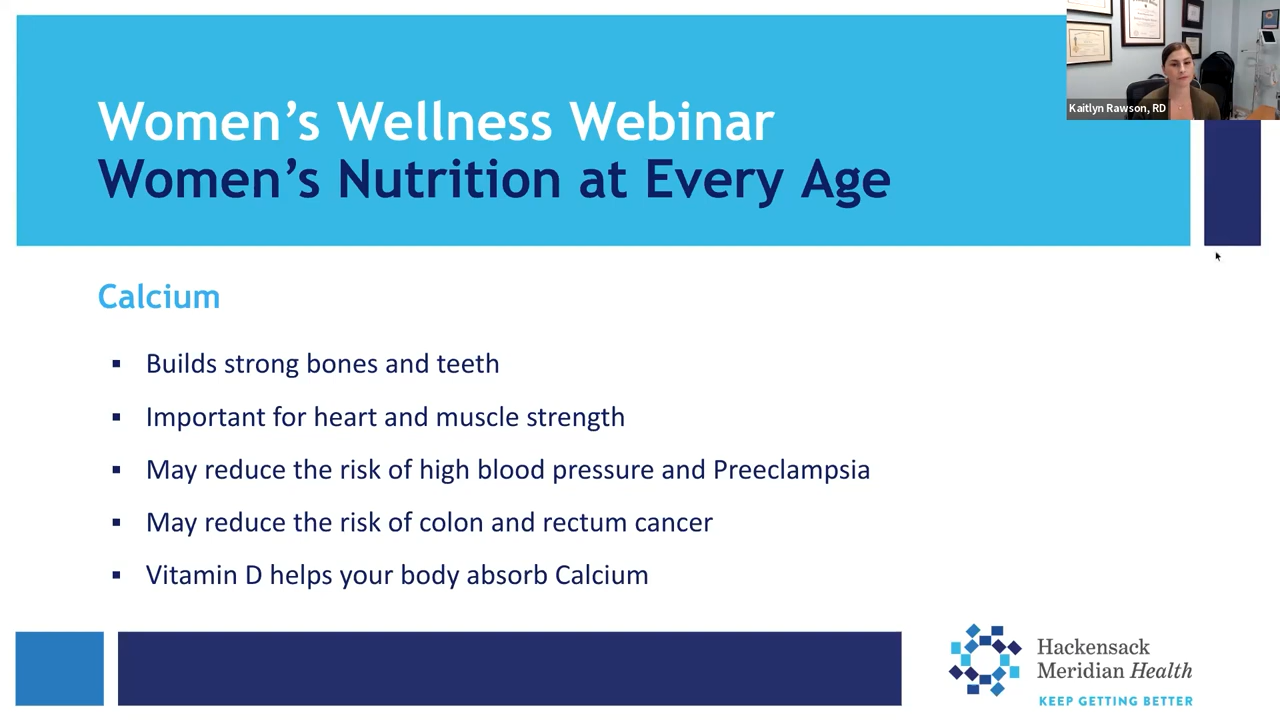 Women's Wellness Webinar
Women's Nutrition at Every Age
Kaitlyn Rawson, RD
Calcium
▪ Builds strong bones and teeth
▪ Important for heart and muscle strength
▪ May reduce the risk of high blood pressure and Preeclampsia
▪ May reduce the risk of colon and rectum cancer
▪ Vitamin D helps your body absorb Calcium
Hackensack
Meridian Health
KEEP GETTING BETTER